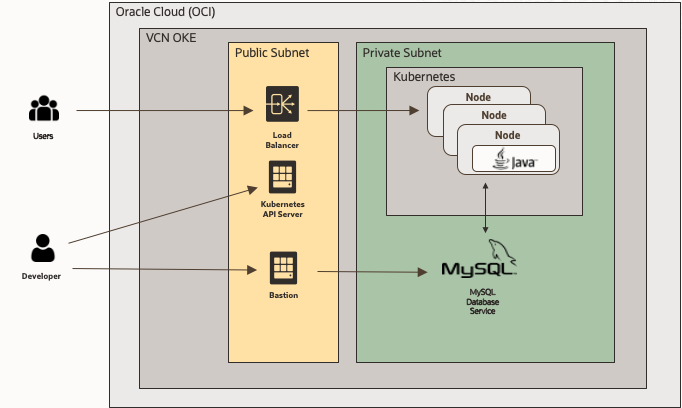 Oracle Cloud (OCI)
VCN OKE
Public Subnet
Private Subnet
Kubernetes
Node
Node
Node
Java
Users
Load
Balancer
Kubernetes
API Server
Developer
Bastion
MySQL
MySQL
Database
Service